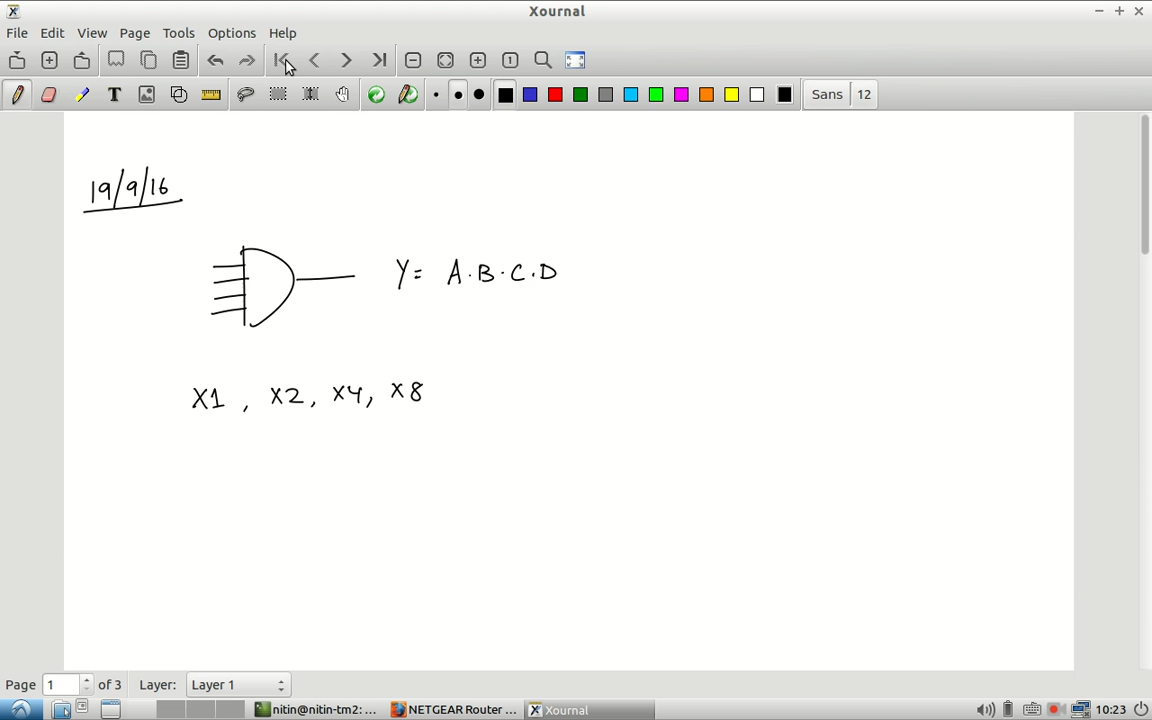 Xournal
File Edit View Page Tools Options Help
Sans 12
19/9/16
Y= A.B.C.D
X1, X2, X4, X8
Page 1 of 3 Layer: Layer 1
nitin@nitin-tm2: ... NETGEAR Router ... Xournal 10:23